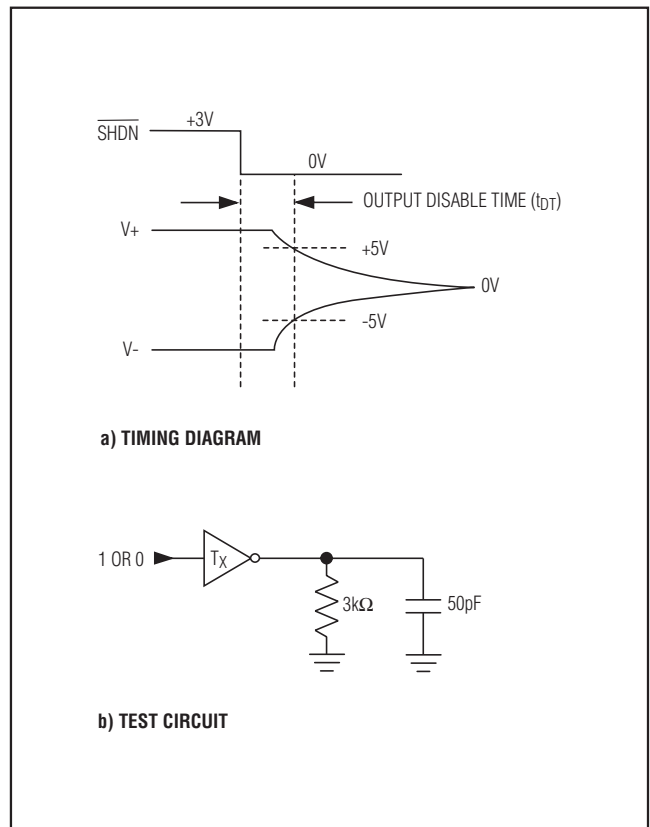 +3V
SHDN
0V
OUTPUT DISABLE TIME (tDT)
V+
+5V
0V
-5V
V-
a) TIMING DIAGRAM
1 OR 0
TX
3kΩ
50pF
b) TEST CIRCUIT